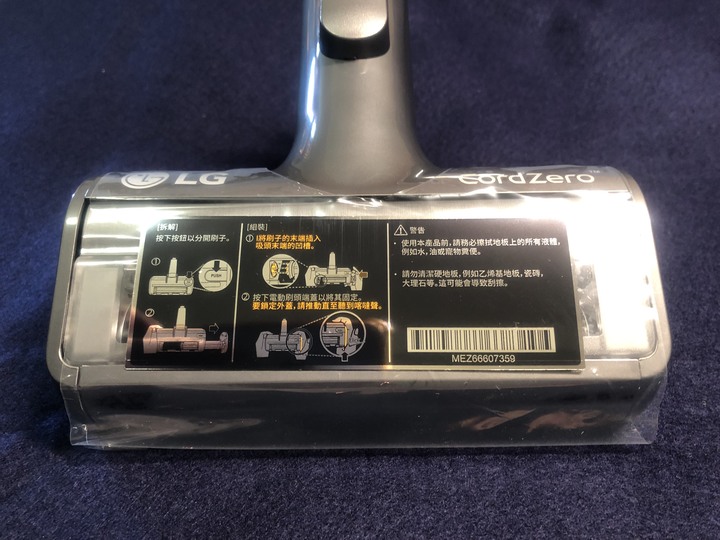 LG
CordZero™
[拆解]
按下按鈕以分開刷子。
①
PUSH
②
[組裝]
① 將刷子的末端插入
吸頭末端的凹槽。
② 按下電動刷頭端蓋以將其固定。
要鎖定外蓋，請推動直至聽到喀噠聲。
警告
· 使用本產品前，請務必擦拭地板上的所有液體，
例如水，油或寵物糞便。
請勿清潔硬地板，例如乙烯基地板，瓷磚，
大理石等。這可能會導致刮擦。
MEZ66607359